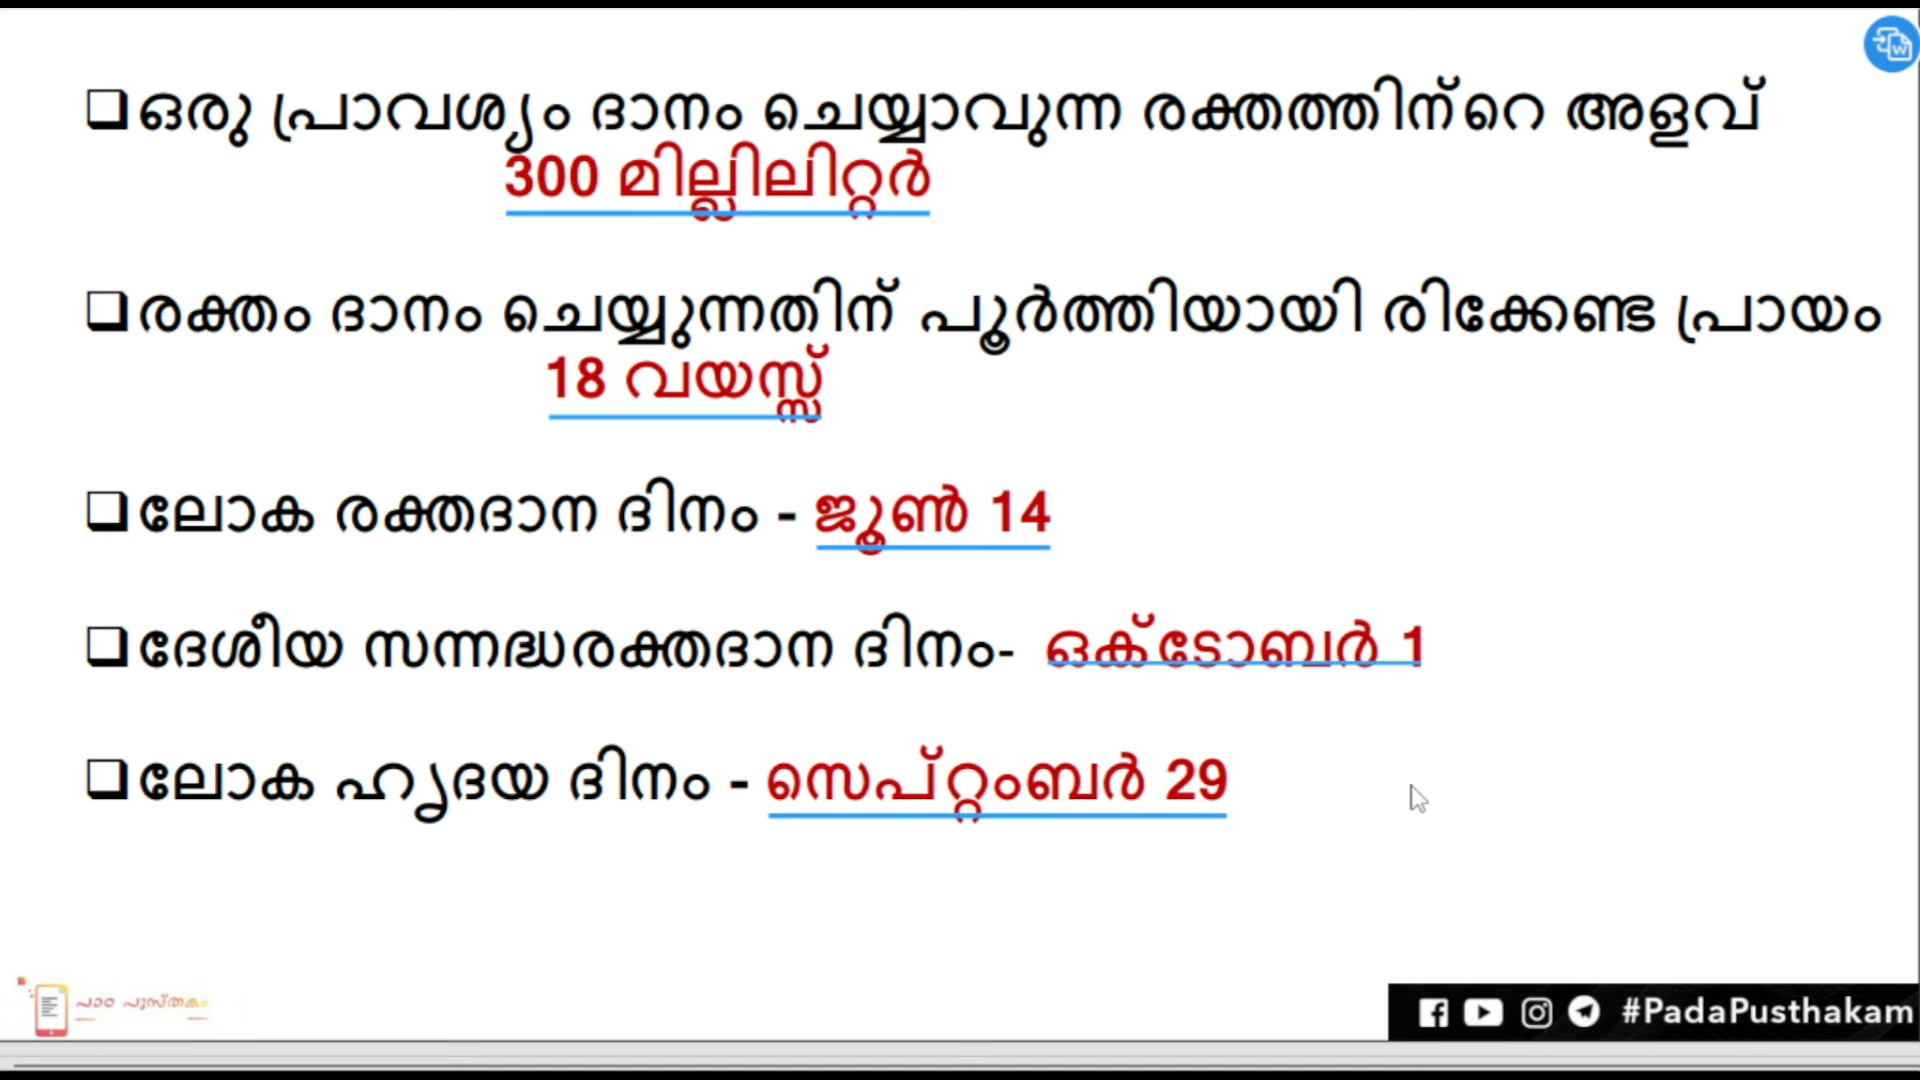 ❑ഒരു പ്രാവശ്യം ദാനം ചെയ്യാവുന്ന രക്തത്തിന്റെ അളവ്
300 മില്ലിലിറ്റർ
❑രക്തം ദാനം ചെയ്യുന്നതിന് പൂർത്തിയായി രിക്കേണ്ട പ്രായം
18 വയസ്സ്
❑ലോക രക്തദാന ദിനം - ജൂൺ 14
❑ദേശീയ സന്നദ്ധരക്തദാന ദിനം- ഒക്ടോബർ 1
❑ലോക ഹൃദയ ദിനം - സെപ്റ്റംബർ 29
പാഠ പുസ്തകം
#PadaPusthakam